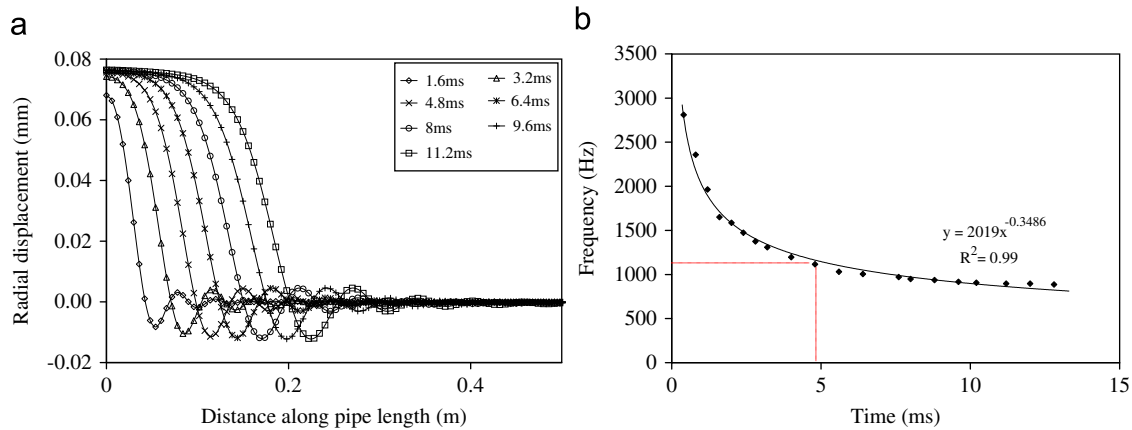 a
0.08
0.06
0.04
0.02
0.00
-0.02
Radial displacement (mm)
1.6ms
3.2ms
4.8ms
6.4ms
8ms
9.6ms
11.2ms
0
0.2
0.4
Distance along pipe length (m)
b
3500
3000
2500
2000
1500
1000
500
0
Frequency (Hz)
y = 2019x^-0.3486
R²= 0.99
0
5
10
15
Time (ms)